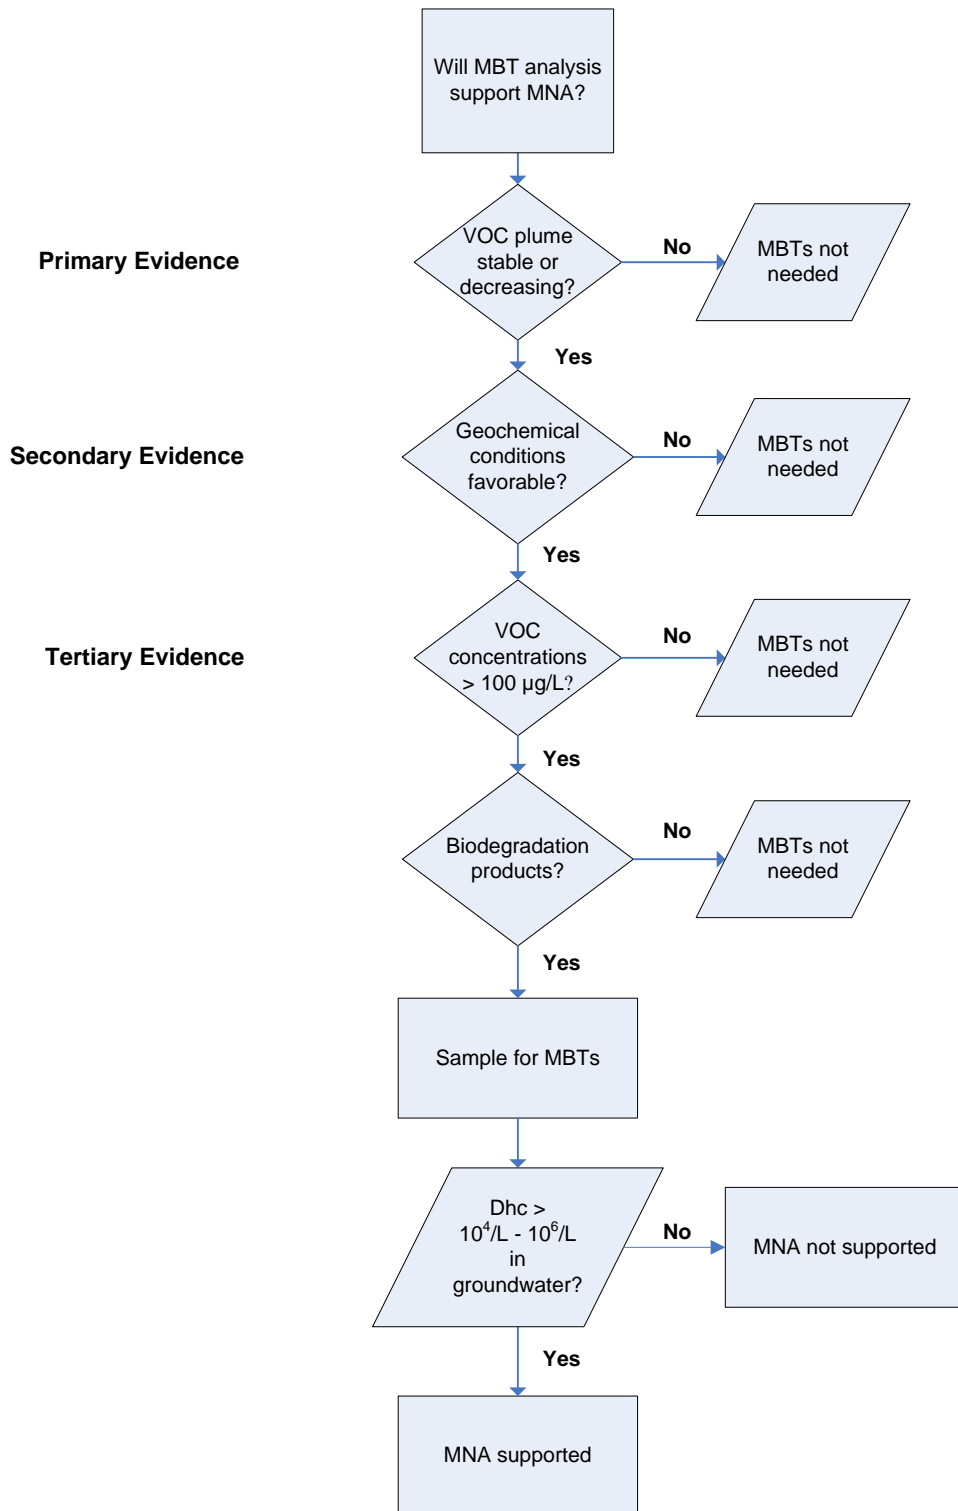 Will MBT analysis
support MNA?
Primary Evidence
VOC plume
stable or
decreasing?
No
MBTs not
needed
Yes
Secondary Evidence
Geochemical
conditions
favorable?
No
MBTs not
needed
Yes
Tertiary Evidence
VOC
concentrations
> 100 µg/L?
No
MBTs not
needed
Yes
Biodegradation
products?
No
MBTs not
needed
Yes
Sample for MBTs
Dhc >
10⁴/L - 10⁶/L
in
groundwater?
No
MNA not supported
Yes
MNA supported